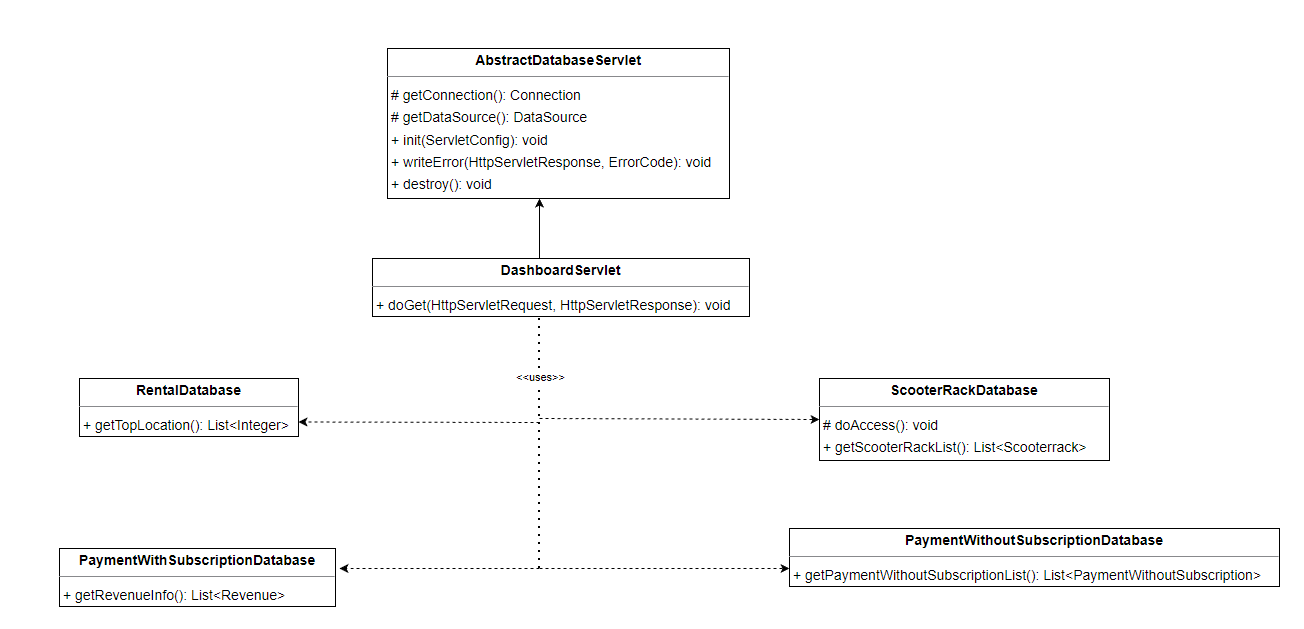 AbstractDatabaseServlet
# getConnection(): Connection
# getDataSource(): DataSource
+ init(ServletConfig): void
+ writeError(HttpServletResponse, ErrorCode): void
+ destroy(): void
DashboardServlet
+ doGet(HttpServletRequest, HttpServletResponse): void
<<uses>>
RentalDatabase
+ getTopLocation(): List<Integer>
ScooterRackDatabase
# doAccess(): void
+ getScooterRackList(): List<Scooterrack>
PaymentWithSubscriptionDatabase
+ getRevenueInfo(): List<Revenue>
PaymentWithoutSubscriptionDatabase
+ getPaymentWithoutSubscriptionList(): List<PaymentWithoutSubscription>